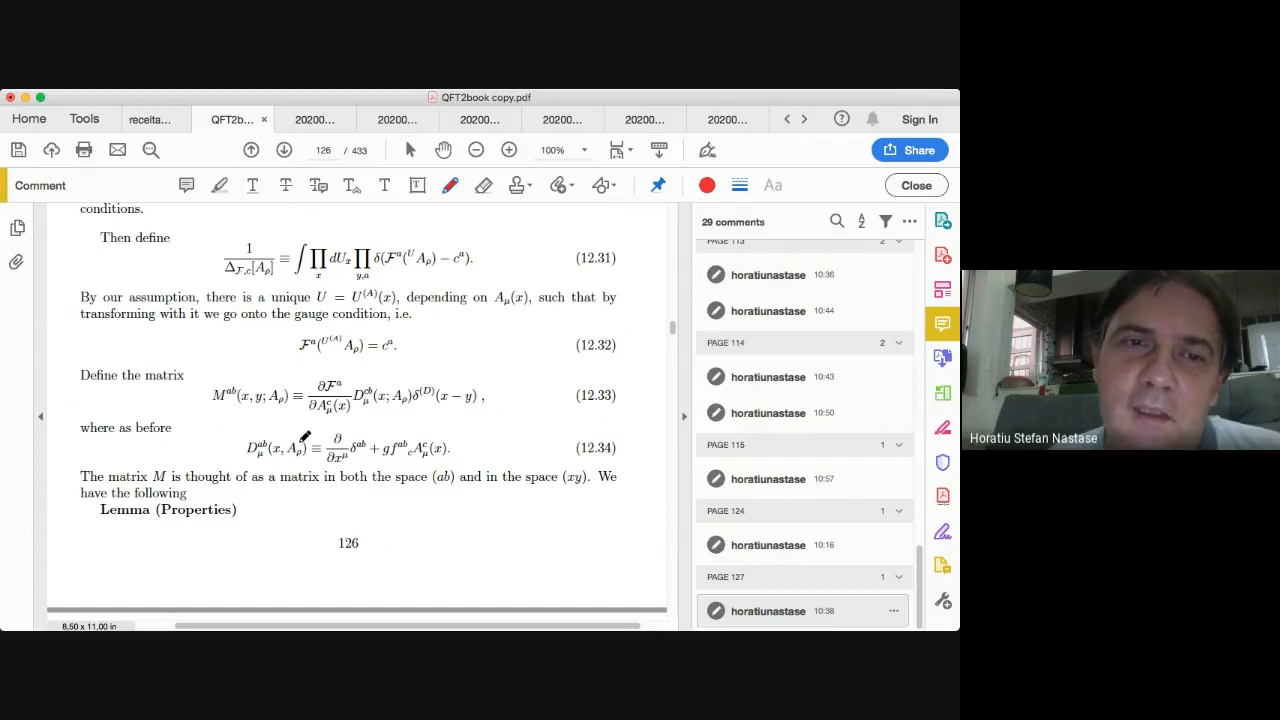 QFT2book copy.pdf
Home Tools receita... QFT2b... × 20200... 20200... 20200... 20200... 20200... 20200... Sign In
126 / 433 100% Share
Comment Close
conditions.
Then define
1/Δ_{F,c}[A_ρ] ≡ ∫ ∏_x dU_x ∏_{y,a} δ(F^a(^U A_ρ) − c^a). (12.31)
By our assumption, there is a unique U = U^{(A)}(x), depending on A_μ(x), such that by
transforming with it we go onto the gauge condition, i.e.
F^a(^{U^{(A)}} A_ρ) = c^a. (12.32)
Define the matrix
M^{ab}(x, y; A_ρ) ≡ ∂F^a/∂A^c_μ(x) D^{cb}_μ(x; A_ρ)δ^{(D)}(x − y) , (12.33)
where as before
D^{ab}_μ(x, A_ρ) ≡ ∂/∂x^μ δ^{ab} + gf^{ab}_c A^c_μ(x). (12.34)
The matrix M is thought of as a matrix in both the space (ab) and in the space (xy). We
have the following
Lemma (Properties)
126
8,50 x 11,00 in
29 comments
PAGE 113 2
horatiunastase 10:36
horatiunastase 10:44
PAGE 114 2
horatiunastase 10:43
horatiunastase 10:50
PAGE 115 1
horatiunastase 10:57
PAGE 124 1
horatiunastase 10:16
PAGE 127 1
horatiunastase 10:38
Horatiu Stefan Nastase